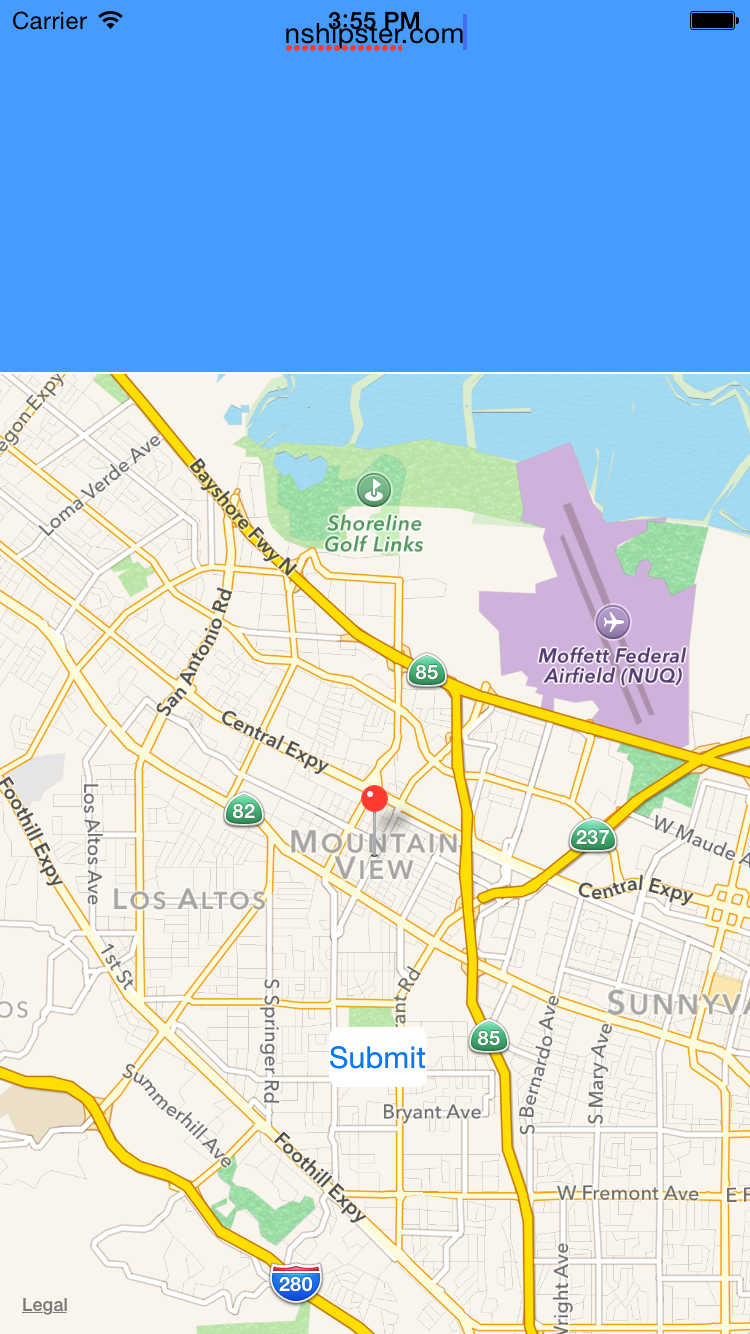 Carrier
3:55 PM
nshipster.com
egon Expy
Loma Verde Ave
Bayshore Fwy N
Shoreline
Golf Links
San Antonio Rd
Moffett Federal
Airfield (NUQ)
85
Central Expy
82
Foothill Expy
Los Altos Ave
MOUNTAIN
VIEW
237
W Maude A
Central Expy
LOS ALTOS
1st St
OS
S Springer Rd
rant Rd
SUNNYVA
Submit
85
S Bernardo Ave
S Mary Ave
Summerhill Ave
Bryant Ave
Foothill Expy
W Fremont Ave
E F
280
Wright Ave
Legal